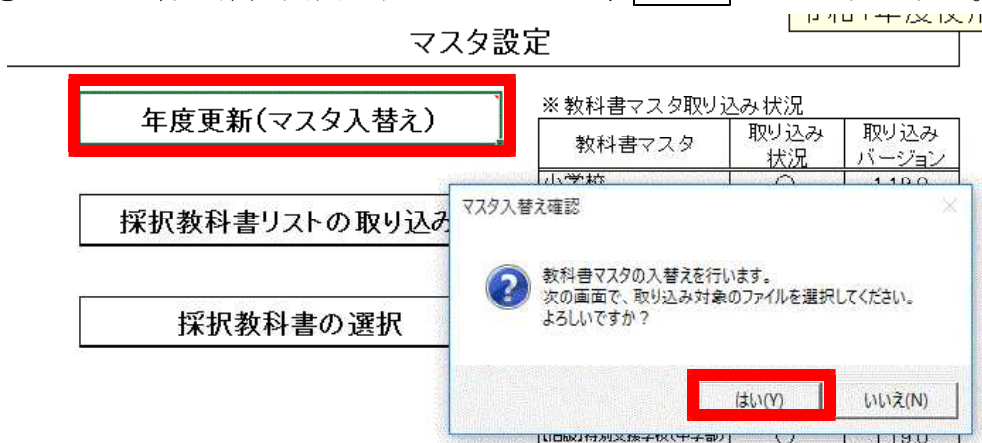 マスタ設定
年度更新(マスタ入替え)
※教科書マスタ取り込み状況
教科書マスタ
取り込み
状況
取り込み
バージョン
小学校
○
1.19.0
採択教科書リストの取り込み
マスタ入替え確認
教科書マスタの入替えを行います。
次の画面で、取り込み対象のファイルを選択してください。
よろしいですか?
採択教科書の選択
はい(Y)
いいえ(N)